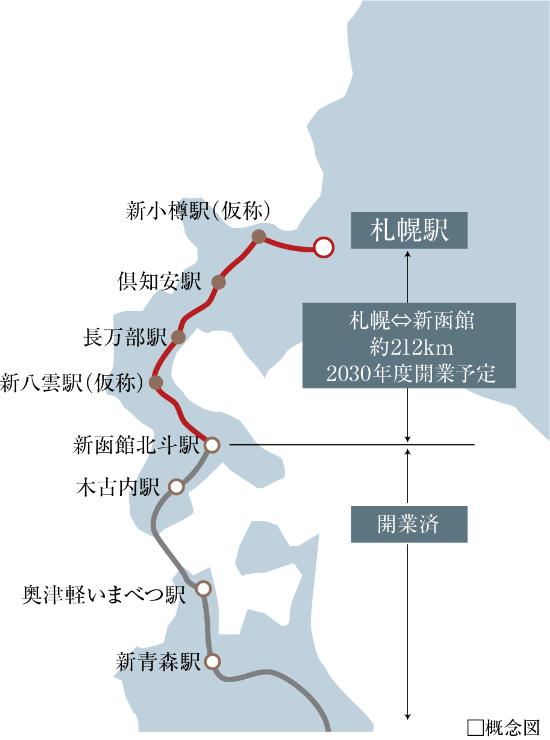 新小樽駅(仮称)
札幌駅
倶知安駅
札幌⇔新函館
約212km
2030年度開業予定
長万部駅
新八雲駅(仮称)
新函館北斗駅
木古内駅
開業済
奥津軽いまべつ駅
新青森駅
□概念図